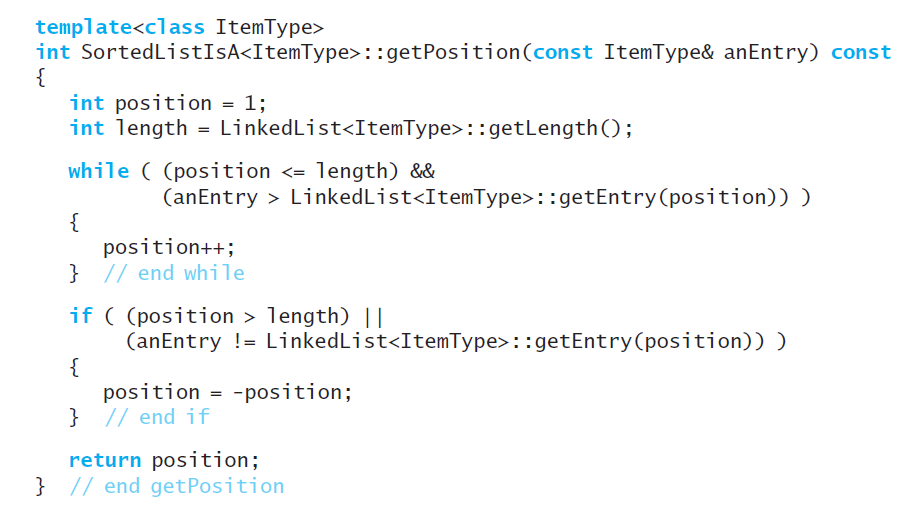 template<class ItemType>
int SortedListIsA<ItemType>::getPosition(const ItemType& anEntry) const
{
   int position = 1;
   int length = LinkedList<ItemType>::getLength();
   while ( (position <= length) &&
           (anEntry > LinkedList<ItemType>::getEntry(position)) )
   {
      position++;
   }  // end while
   if ( (position > length) ||
        (anEntry != LinkedList<ItemType>::getEntry(position)) )
   {
      position = -position;
   }  // end if
   return position;
}  // end getPosition